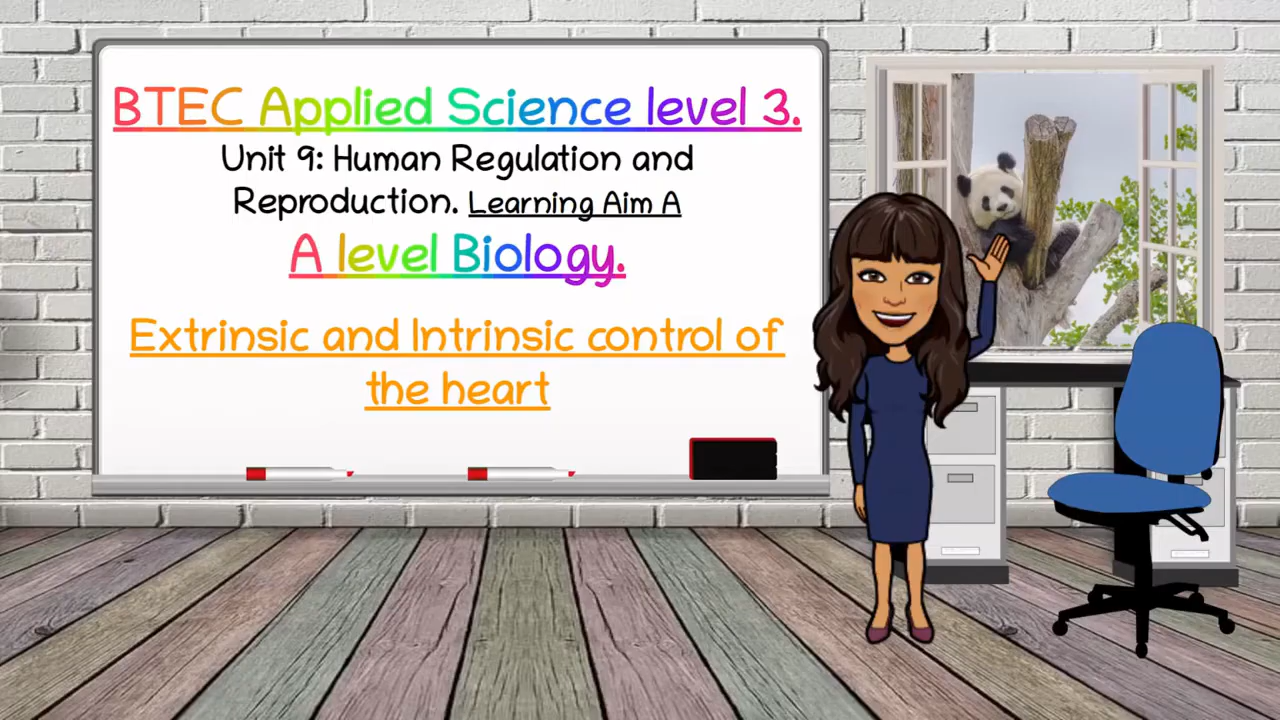 BTEC Applied Science level 3.
Unit 9: Human Regulation and
Reproduction. Learning Aim A
A level Biology.
Extrinsic and Intrinsic control of
the heart